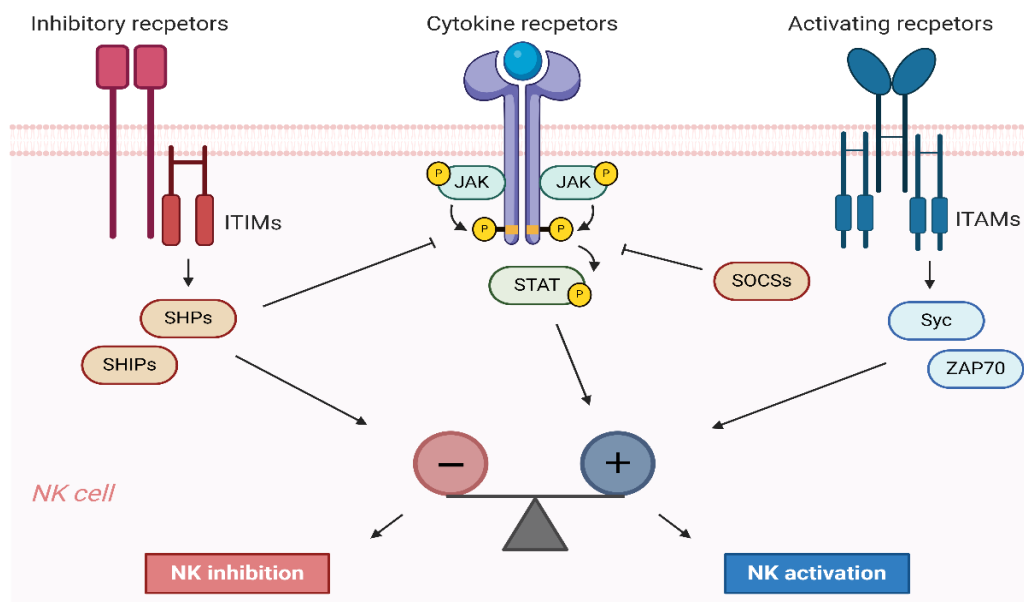 Inhibitory recpetors
Cytokine recpetors
Activating recpetors
P
JAK
JAK
P
ITIMs
P
P
ITAMs
STAT
P
SOCSs
SHPs
Syc
SHIPs
ZAP70
−
+
NK cell
NK inhibition
NK activation